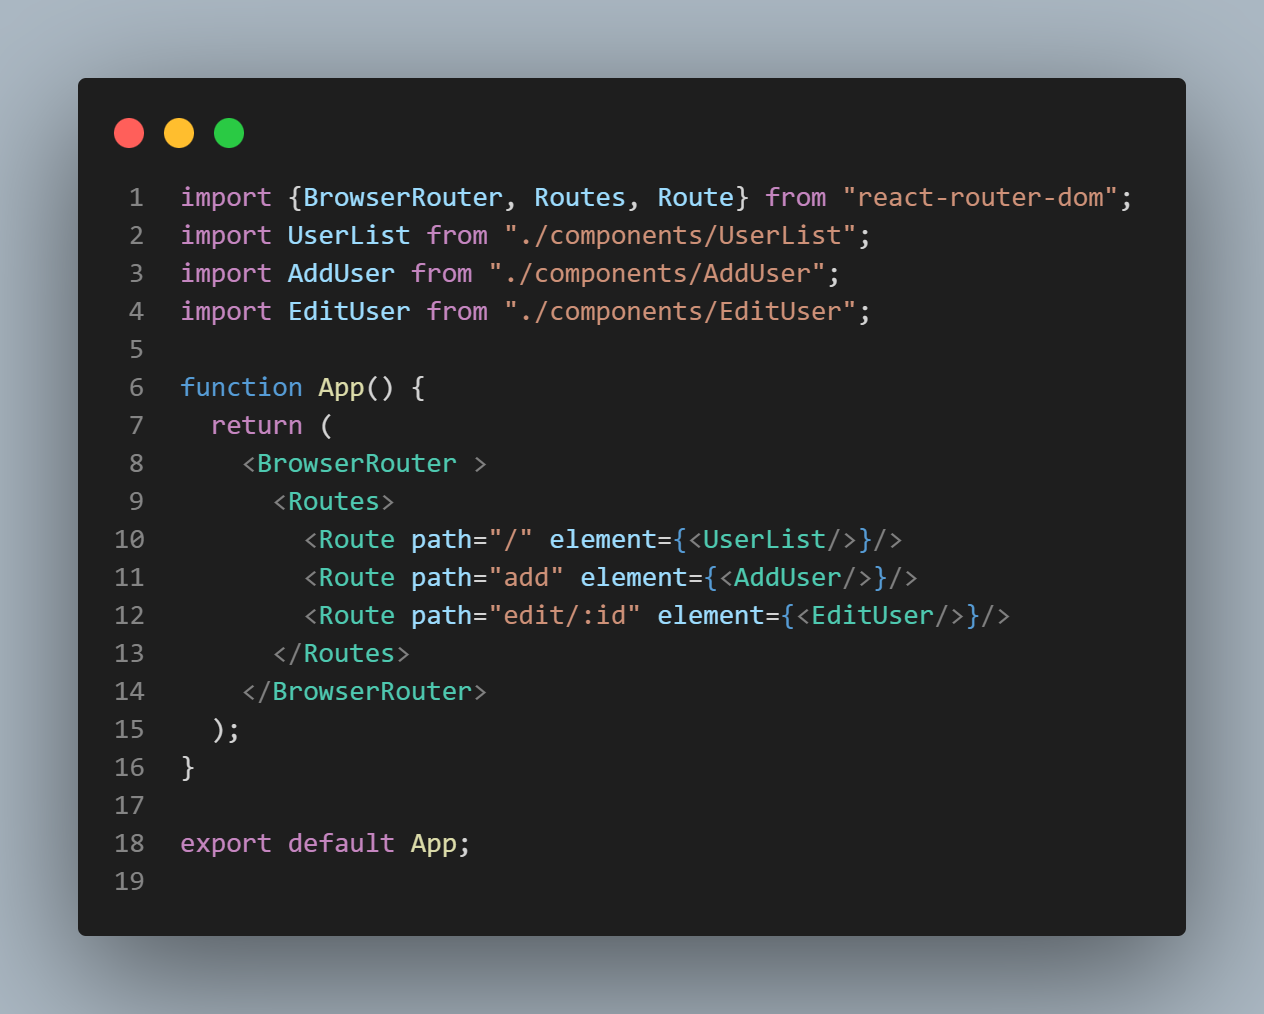 1 import {BrowserRouter, Routes, Route} from "react-router-dom";
2 import UserList from "./components/UserList";
3 import AddUser from "./components/AddUser";
4 import EditUser from "./components/EditUser";
5
6 function App() {
7   return (
8     <BrowserRouter >
9       <Routes>
10         <Route path="/" element={<UserList/>}/>
11         <Route path="add" element={<AddUser/>}/>
12         <Route path="edit/:id" element={<EditUser/>}/>
13       </Routes>
14     </BrowserRouter>
15   );
16 }
17
18 export default App;
19